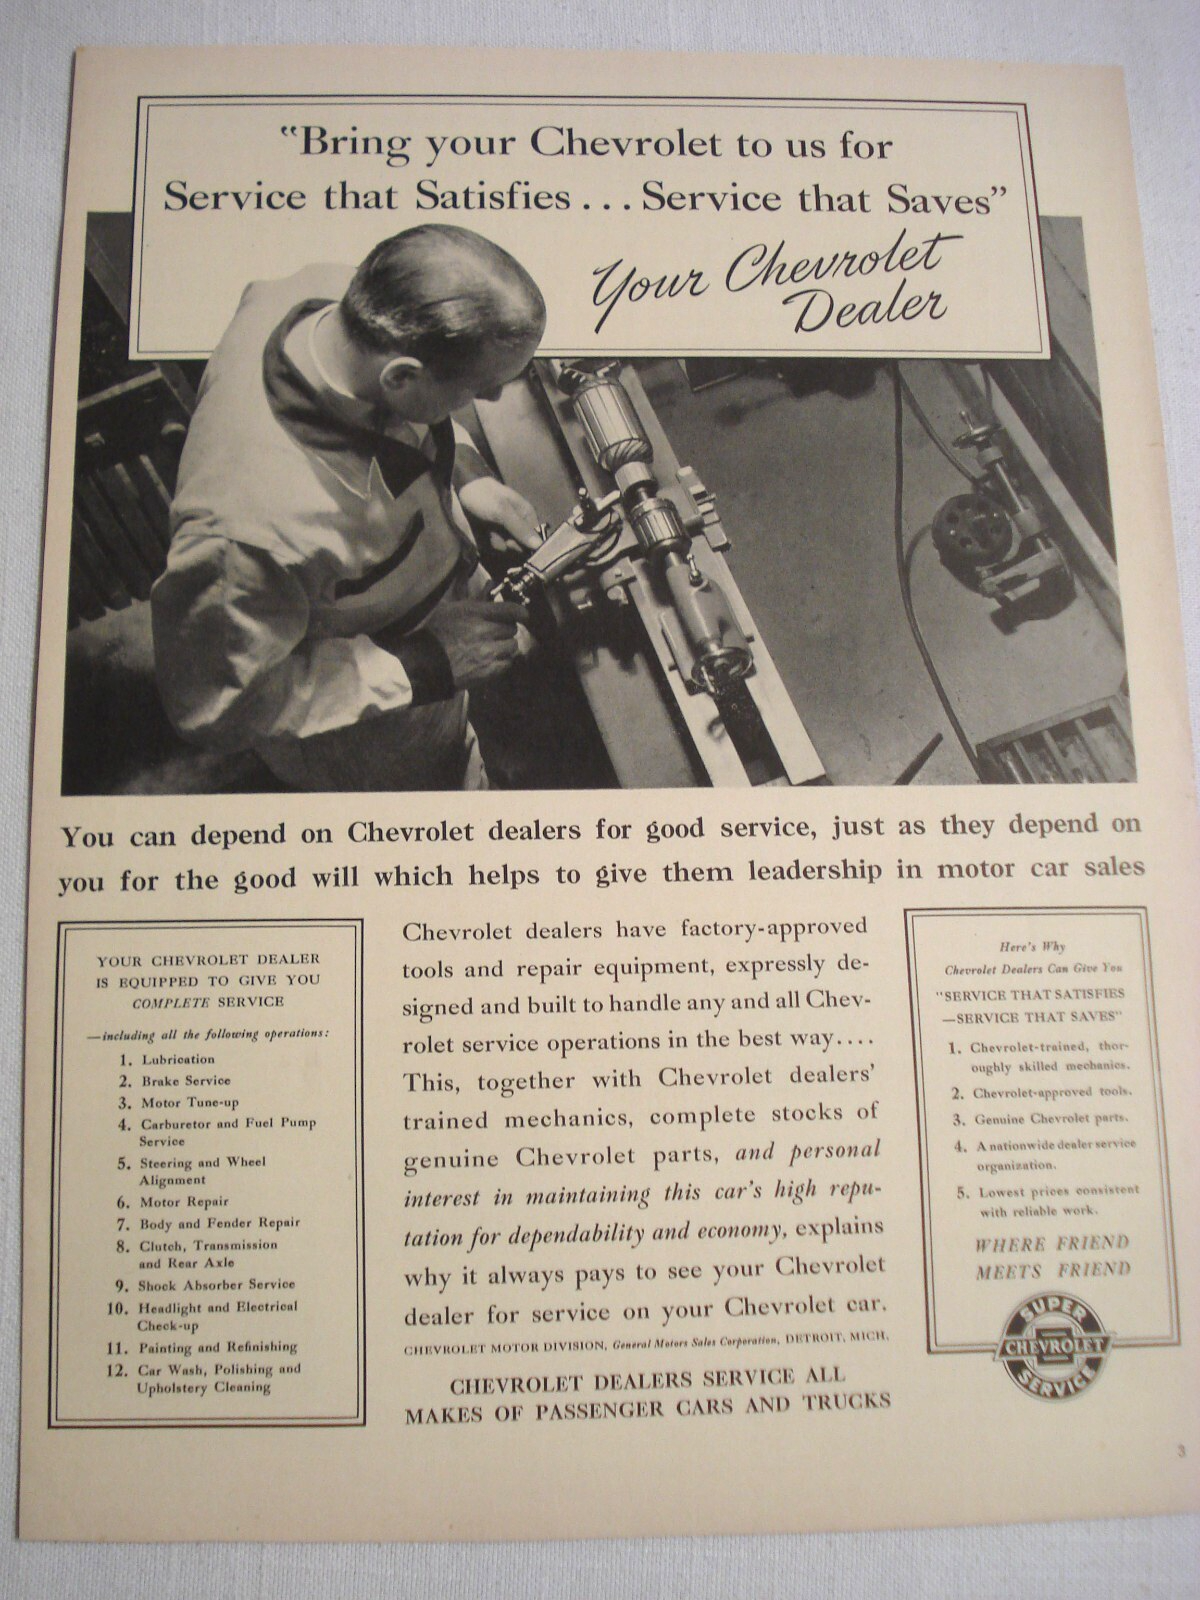 "Bring your Chevrolet to us for
Service that Satisfies . . . Service that Saves"
Your Chevrolet
Dealer
You can depend on Chevrolet dealers for good service, just as they depend on
you for the good will which helps to give them leadership in motor car sales
YOUR CHEVROLET DEALER
IS EQUIPPED TO GIVE YOU
COMPLETE SERVICE
—including all the following operations:
1. Lubrication
2. Brake Service
3. Motor Tune-up
4. Carburetor and Fuel Pump
Service
5. Steering and Wheel
Alignment
6. Motor Repair
7. Body and Fender Repair
8. Clutch, Transmission
and Rear Axle
9. Shock Absorber Service
10. Headlight and Electrical
Check-up
11. Painting and Refinishing
12. Car Wash, Polishing and
Upholstery Cleaning
Chevrolet dealers have factory-approved
tools and repair equipment, expressly de-
signed and built to handle any and all Chev-
rolet service operations in the best way....
This, together with Chevrolet dealers'
trained mechanics, complete stocks of
genuine Chevrolet parts, and personal
interest in maintaining this car's high repu-
tation for dependability and economy, explains
why it always pays to see your Chevrolet
dealer for service on your Chevrolet car.
CHEVROLET MOTOR DIVISION, General Motors Sales Corporation, DETROIT, MICH.
CHEVROLET DEALERS SERVICE ALL
MAKES OF PASSENGER CARS AND TRUCKS
Here's Why
Chevrolet Dealers Can Give You
"SERVICE THAT SATISFIES
—SERVICE THAT SAVES"
1. Chevrolet-trained, thor-
oughly skilled mechanics.
2. Chevrolet-approved tools.
3. Genuine Chevrolet parts.
4. A nationwide dealer service
organization.
5. Lowest prices consistent
with reliable work.
WHERE FRIEND
MEETS FRIEND
SUPER
CHEVROLET
SERVICE
3